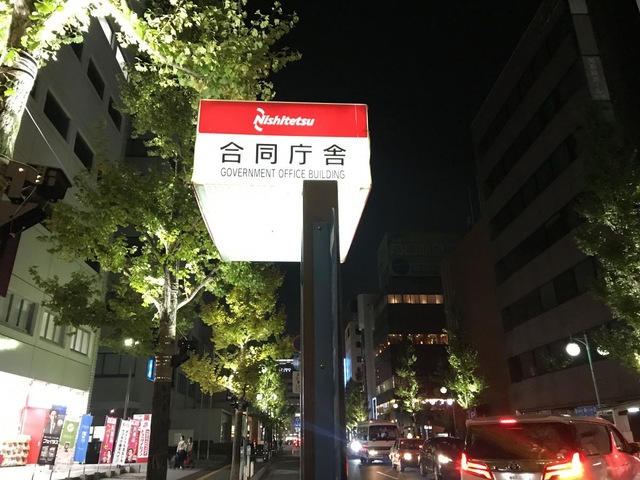 Nishitetsu
合同庁舎
GOVERNMENT OFFICE BUILDING